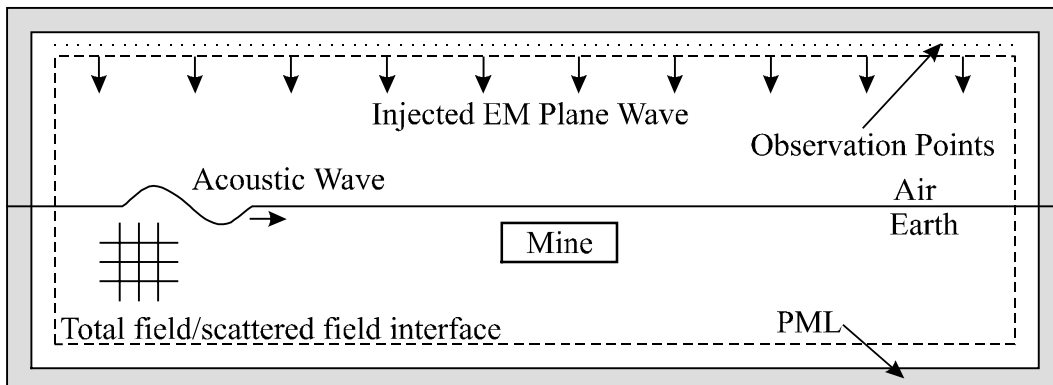 Injected EM Plane Wave
Observation Points
Acoustic Wave
Air
Earth
Mine
Total field/scattered field interface
PML